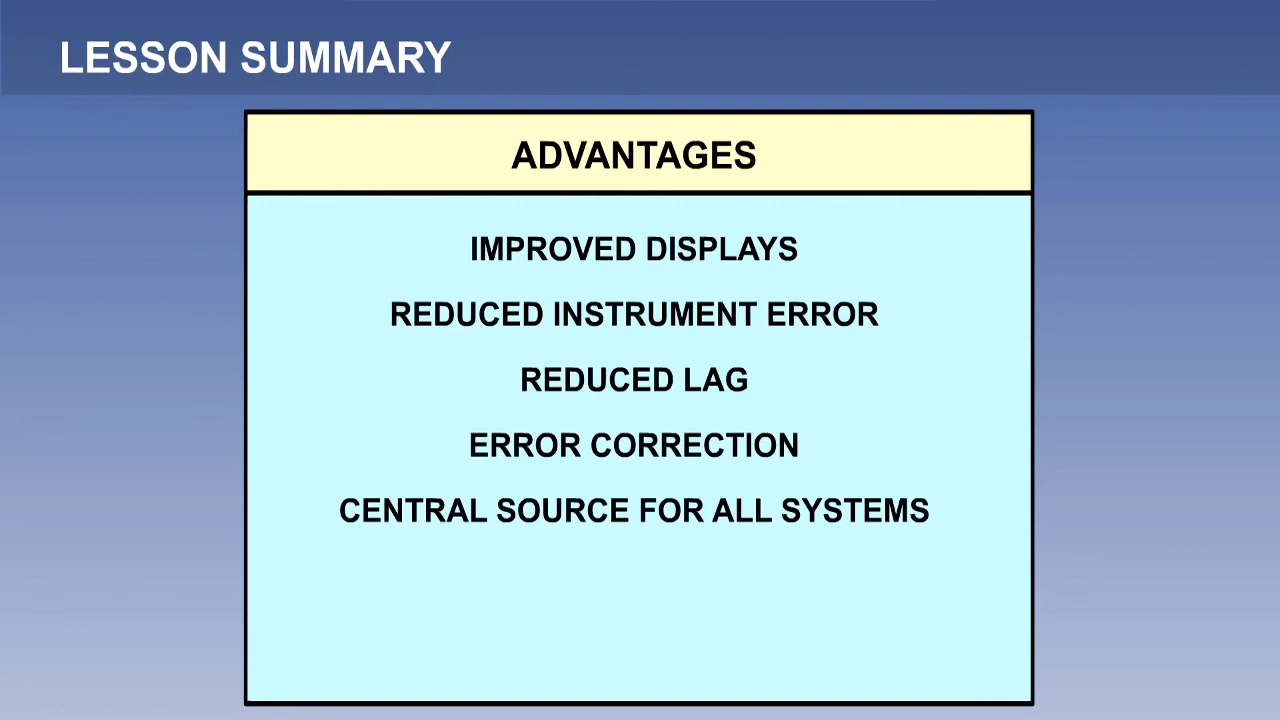 LESSON SUMMARY
ADVANTAGES
IMPROVED DISPLAYS
REDUCED INSTRUMENT ERROR
REDUCED LAG
ERROR CORRECTION
CENTRAL SOURCE FOR ALL SYSTEMS